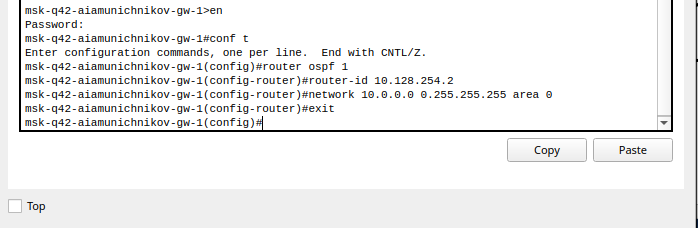 msk-q42-aiamunichnikov-gw-1>en
Password:
msk-q42-aiamunichnikov-gw-1#conf t
Enter configuration commands, one per line.  End with CNTL/Z.
msk-q42-aiamunichnikov-gw-1(config)#router ospf 1
msk-q42-aiamunichnikov-gw-1(config-router)#router-id 10.128.254.2
msk-q42-aiamunichnikov-gw-1(config-router)#network 10.0.0.0 0.255.255.255 area 0
msk-q42-aiamunichnikov-gw-1(config-router)#exit
msk-q42-aiamunichnikov-gw-1(config)#
Copy Paste
Top